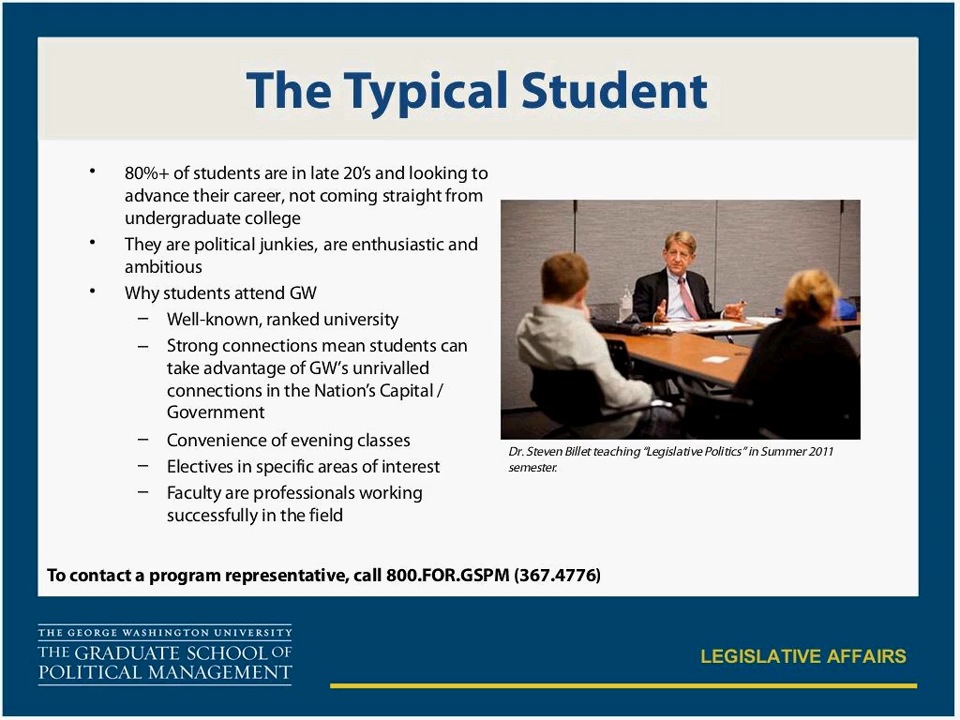 The Typical Student
• 80%+ of students are in late 20’s and looking to
advance their career, not coming straight from
undergraduate college
• They are political junkies, are enthusiastic and
ambitious
• Why students attend GW
– Well-known, ranked university
– Strong connections mean students can
take advantage of GW’s unrivalled
connections in the Nation’s Capital /
Government
– Convenience of evening classes
– Electives in specific areas of interest
– Faculty are professionals working
successfully in the field
Dr. Steven Billet teaching “Legislative Politics” in Summer 2011
semester.
To contact a program representative, call 800.FOR.GSPM (367.4776)
THE GEORGE WASHINGTON UNIVERSITY
THE GRADUATE SCHOOL OF
POLITICAL MANAGEMENT
LEGISLATIVE AFFAIRS